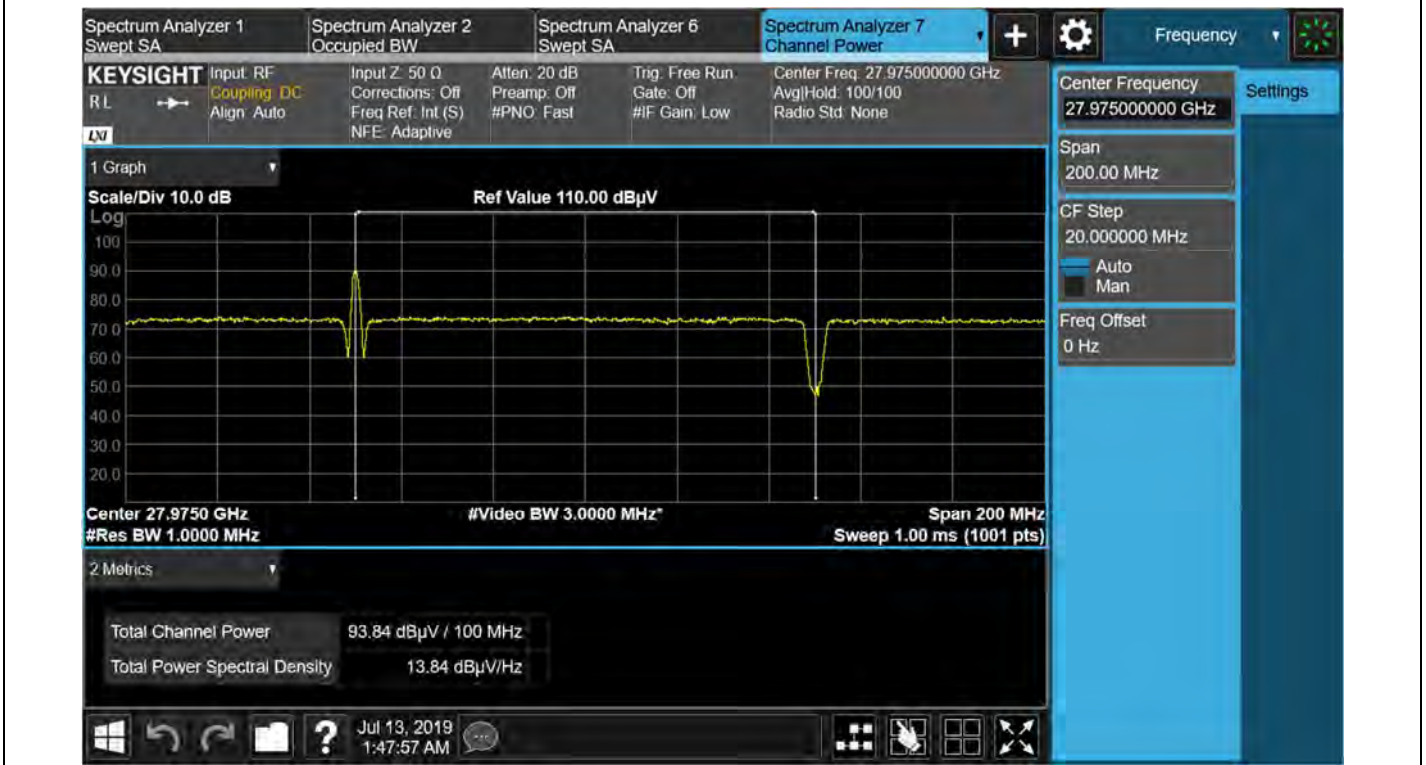 Spectrum Analyzer 1
Swept SA
Spectrum Analyzer 2
Occupied BW
Spectrum Analyzer 6
Swept SA
Spectrum Analyzer 7
Channel Power
Frequency
KEYSIGHT
RL
LXI
Input: RF
Coupling: DC
Align: Auto
Input Z: 50 Ω
Corrections: Off
Freq Ref: Int (S)
NFE: Adaptive
Atten: 20 dB
Preamp: Off
#PNO: Fast
Trig: Free Run
Gate: Off
#IF Gain: Low
Center Freq: 27.975000000 GHz
Avg|Hold: 100/100
Radio Std: None
Center Frequency
27.975000000 GHz
Settings
Span
200.00 MHz
CF Step
20.000000 MHz
Auto
Man
Freq Offset
0 Hz
1 Graph
Scale/Div 10.0 dB
Ref Value 110.00 dBµV
Log
100
90.0
80.0
70.0
60.0
50.0
40.0
30.0
20.0
Center 27.9750 GHz
#Video BW 3.0000 MHz*
Span 200 MHz
#Res BW 1.0000 MHz
Sweep 1.00 ms (1001 pts)
2 Metrics
Total Channel Power 93.84 dBµV / 100 MHz
Total Power Spectral Density 13.84 dBµV/Hz
Jul 13, 2019
1:47:57 AM